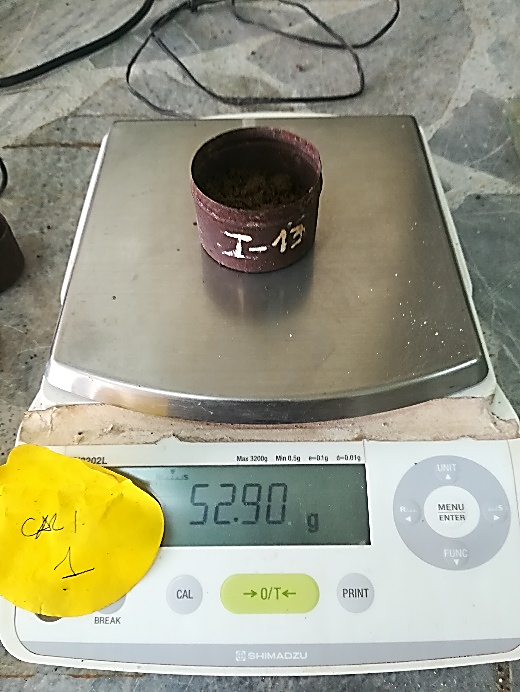 I-13
Max 3200g Min 0.5g e=0.1g d=0.01g
52.90 g
1
UNIT
MENU
ENTER
FUNC
CAL
→0/T←
PRINT
BREAK
SHIMADZU